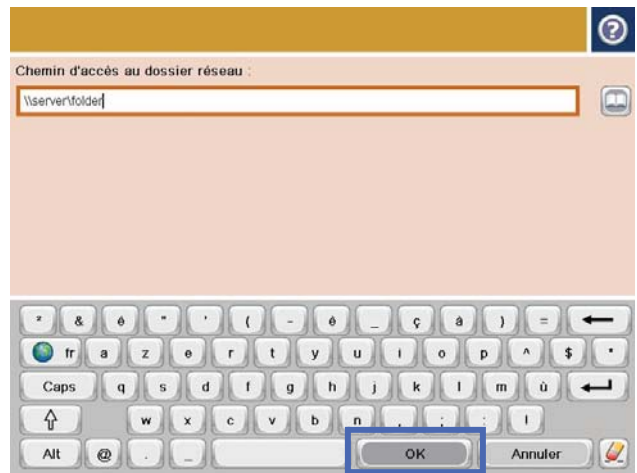 ?
Chemin d'accès au dossier réseau :
\\server\folder
² & é " ' ( - è _ ç à ) =
fr a z e r t y u i o p ^ $ *
Caps q s d f g h j k l m ù
w x c v b n , ; : !
Alt @ . _ OK Annuler